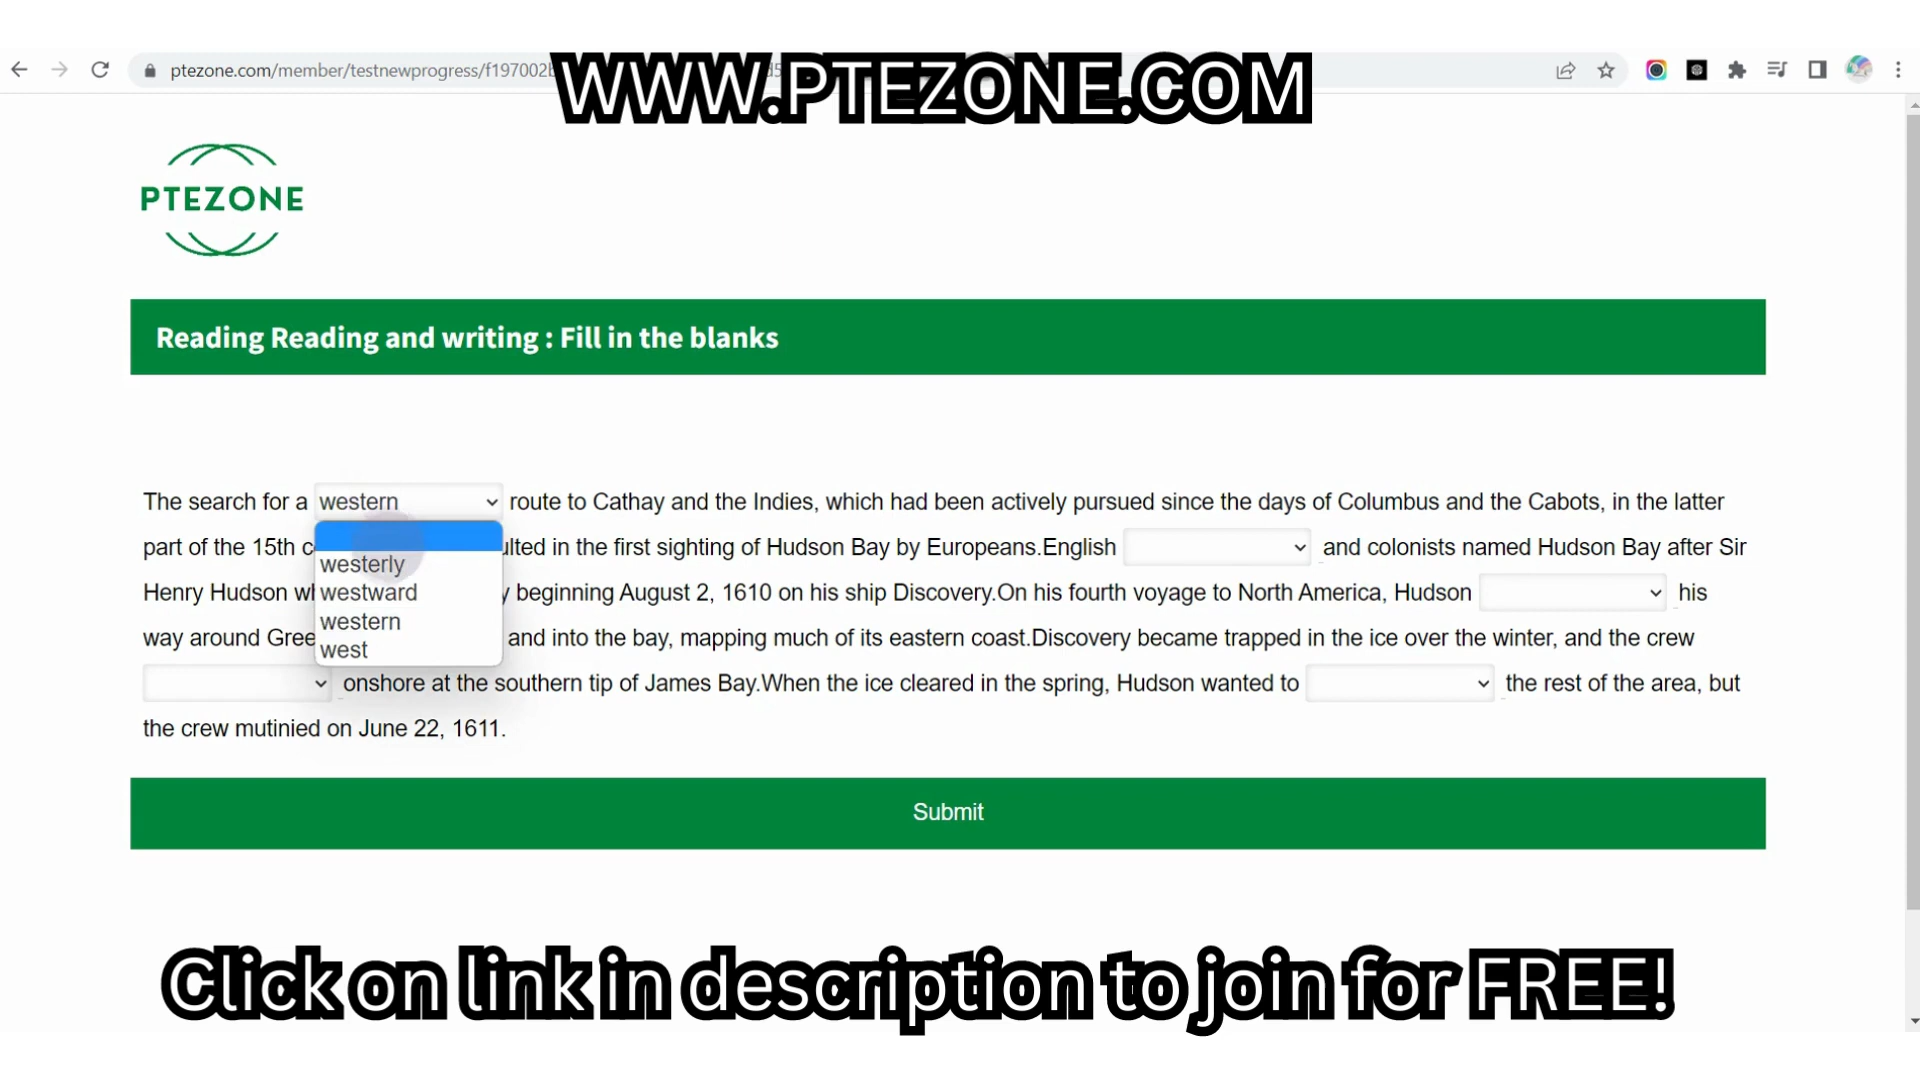 WWW.PTEZONE.COM
ptezone.com/member/testnewprogress/f197002
PTEZONE
Reading Reading and writing : Fill in the blanks
The search for a western route to Cathay and the Indies, which had been actively pursued since the days of Columbus and the Cabots, in the latter
part of the 15th c ulted in the first sighting of Hudson Bay by Europeans.English and colonists named Hudson Bay after Sir
Henry Hudson beginning August 2, 1610 on his ship Discovery.On his fourth voyage to North America, Hudson his
way around Gree and into the bay, mapping much of its eastern coast.Discovery became trapped in the ice over the winter, and the crew
onshore at the southern tip of James Bay.When the ice cleared in the spring, Hudson wanted to the rest of the area, but
the crew mutinied on June 22, 1611.
westerly
westward
western
west
Submit
Click on link in description to join for FREE!